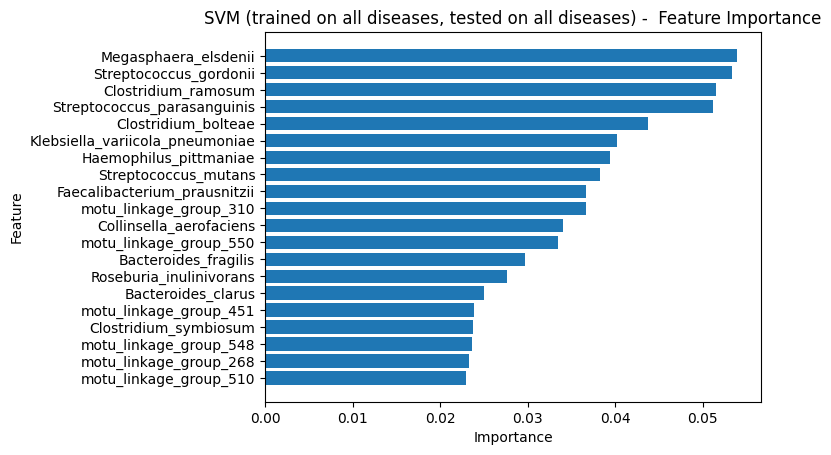 SVM (trained on all diseases, tested on all diseases) -  Feature Importance
Megasphaera_elsdenii
Streptococcus_gordonii
Clostridium_ramosum
Streptococcus_parasanguinis
Clostridium_bolteae
Klebsiella_variicola_pneumoniae
Haemophilus_pittmaniae
Streptococcus_mutans
Faecalibacterium_prausnitzii
motu_linkage_group_310
Collinsella_aerofaciens
motu_linkage_group_550
Bacteroides_fragilis
Roseburia_inulinivorans
Bacteroides_clarus
motu_linkage_group_451
Clostridium_symbiosum
motu_linkage_group_548
motu_linkage_group_268
motu_linkage_group_510
Feature
0.00 0.01 0.02 0.03 0.04 0.05
Importance